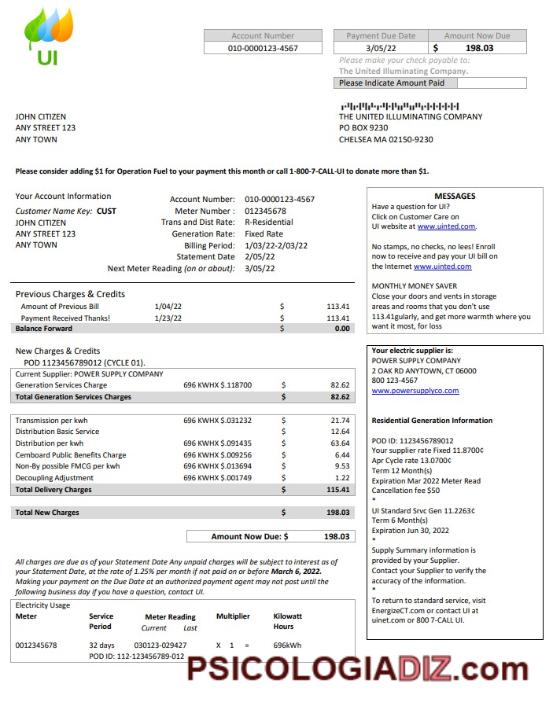 UI
Account Number
010-0000123-4567
Payment Due Date Amount Now Due
3/05/22 $ 198.03
Please make your check payable to:
The United Illuminating Company.
Please Indicate Amount Paid
JOHN CITIZEN
ANY STREET 123
ANY TOWN
THE UNITED ILLUMINATING COMPANY
PO BOX 9230
CHELSEA MA 02150-9230
Please consider adding $1 for Operation Fuel to your payment this month or call 1-800-7-CALL-UI to donate more than $1.
Your Account Information
Customer Name Key: CUST
JOHN CITIZEN
ANY STREET 123
ANY TOWN
Account Number: 010-0000123-4567
Meter Number : 012345678
Trans and Dist Rate: R-Residential
Generation Rate: Fixed Rate
Billing Period: 1/03/22-2/03/22
Statement Date 2/05/22
Next Meter Reading (on or about): 3/05/22
Previous Charges & Credits
Amount of Previous Bill 1/04/22 $ 113.41
Payment Received Thanks! 1/23/22 $ 113.41
Balance Forward $ 0.00
New Charges & Credits
POD 1123456789012 (CYCLE 01).
Current Supplier: POWER SUPPLY COMPANY
Generation Services Charge 696 KWHX $.118700 $ 82.62
Total Generation Services Charges $ 82.62
Transmission per kwh 696 KWHX $.031232 $ 21.74
Distribution Basic Service $ 12.64
Distribution per kwh 696 KWHX $.091435 $ 63.64
Cemboard Public Benefits Charge 696 KWHX $.009256 $ 6.44
Non-By possible FMCG per kwh 696 KWHX $.013694 $ 9.53
Decoupling Adjustment 696 KWHX $.001749 $ 1.22
Total Delivery Charges $ 115.41
Total New Charges $ 198.03
Amount Now Due: $ 198.03
All charges are due as of your Statement Date Any unpaid charges will be subject to interest as of
your Statement Date, at the rate of 1.25% per month if not paid on or before March 6, 2022.
Making your payment on the Due Date at an authorized payment agent may not post until the
following business day if you have a question, contact UI.
Electricity Usage
Meter Service Meter Reading Multiplier Kilowatt
Period Current Last Hours
0012345678 32 days 030123-029427 X 1 = 696kWh
POD ID: 112-123456789-012
MESSAGES
Have a question for UI?
Click on Customer Care on
UI website at www.uinted.com.
No stamps, no checks, no lees! Enroll
now to receive and pay your UI bill on
the Internet www.uinted.com
MONTHLY MONEY SAVER
Close your doors and vents in storage
areas and rooms that you don't use
113.41gularly, and get more warmth where you
want it most, for loss
Your electric supplier is:
POWER SUPPLY COMPANY
2 OAK RD ANYTOWN, CT 06000
800 123-4567
www.powersupplyco.com
Residential Generation Information
POD ID: 1123456789012
Your supplier rate Fixed 11.8700¢
Apr Cycle rate 13.0700¢
Term 12 Month(s)
Expiration Mar 2022 Meter Read
Cancellation fee $50
*
UI Standard Srvc Gen 11.2263¢
Term 6 Month(s)
Expiration Jun 30, 2022
*
Supply Summary information is
provided by your Supplier.
Contact your Supplier to verify the
accuracy of the information.
*
To return to standard service, visit
EnergizeCT.com or contact UI at
uinet.com or 800 7-CALL UI.
PSICOLOGIADIZ.com